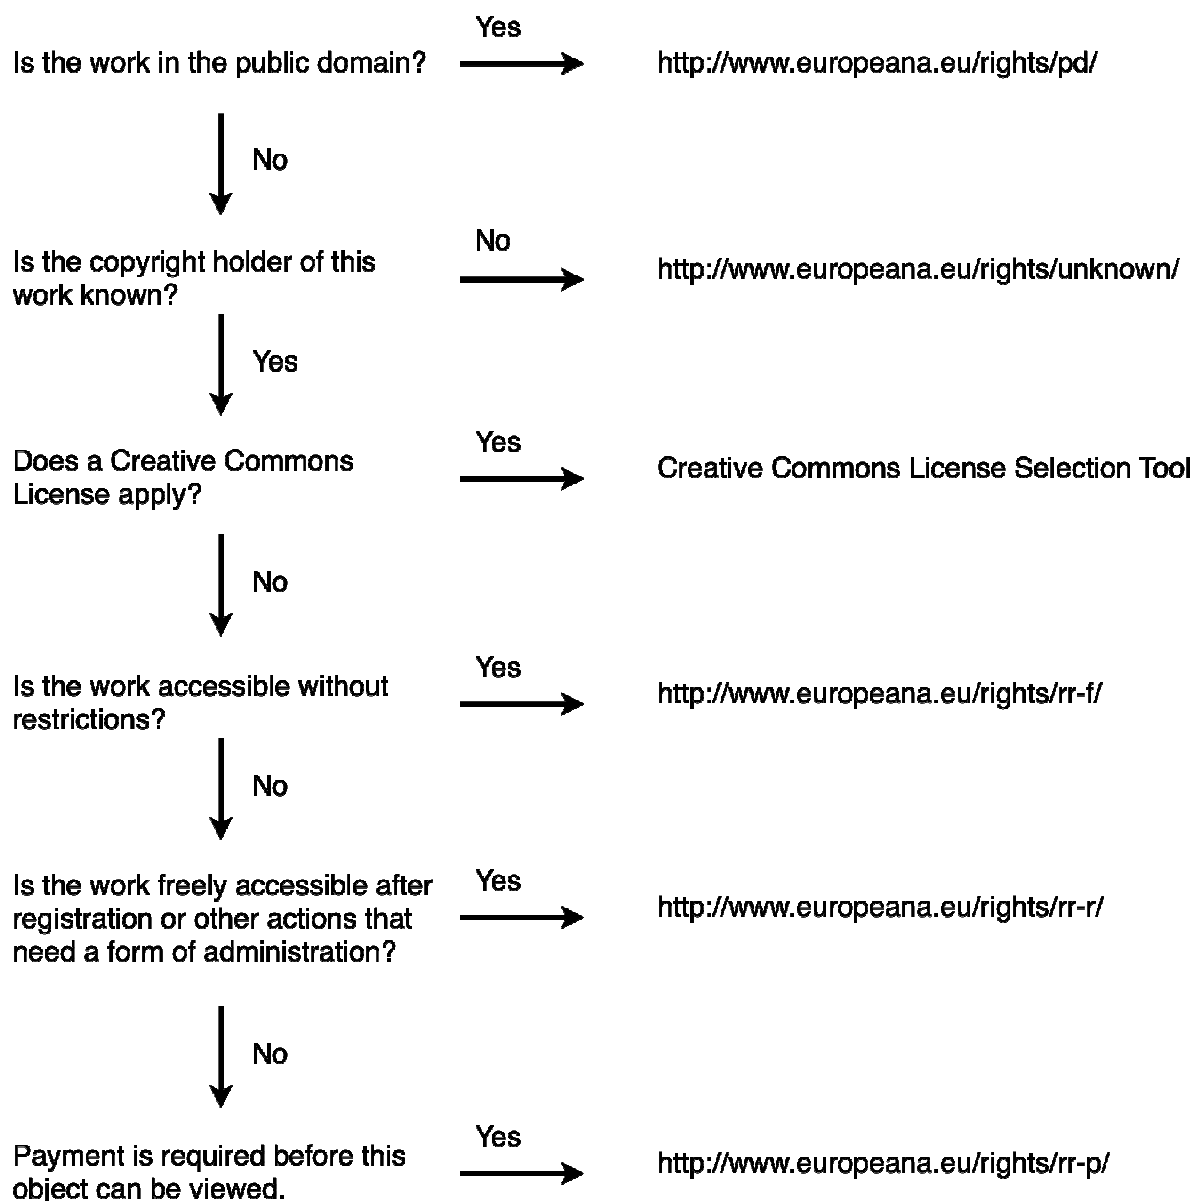 Yes
Is the work in the public domain?
http://www.europeana.eu/rights/pd/
No
No
Is the copyright holder of this
work known?
http://www.europeana.eu/rights/unknown/
Yes
Yes
Does a Creative Commons
License apply?
Creative Commons License Selection Tool
No
Yes
Is the work accessible without
restrictions?
http://www.europeana.eu/rights/rr-f/
No
Yes
Is the work freely accessible after
registration or other actions that
need a form of administration?
http://www.europeana.eu/rights/rr-r/
No
Yes
Payment is required before this
object can be viewed.
http://www.europeana.eu/rights/rr-p/